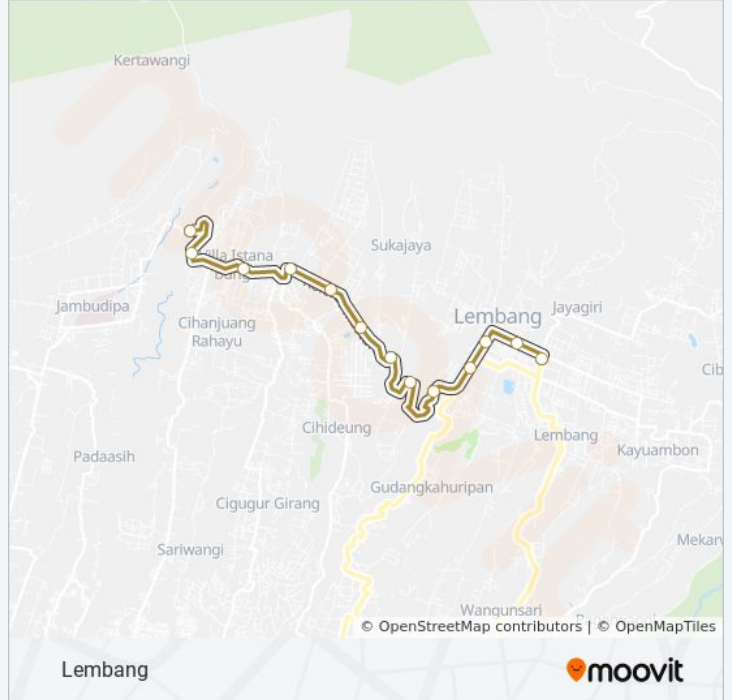 Kertawangi
Sukajaya
Villa Istana
Bunga
Jambudipa
Jayagiri
Lembang
Cihanjuang
Rahayu
Cihideung
Lembang
Kayuambon
Padaasih
Gudangkahuripan
Cigugur Girang
Sariwangi
Wangunsari
© OpenStreetMap contributors | © OpenMapTiles
Lembang
moovit